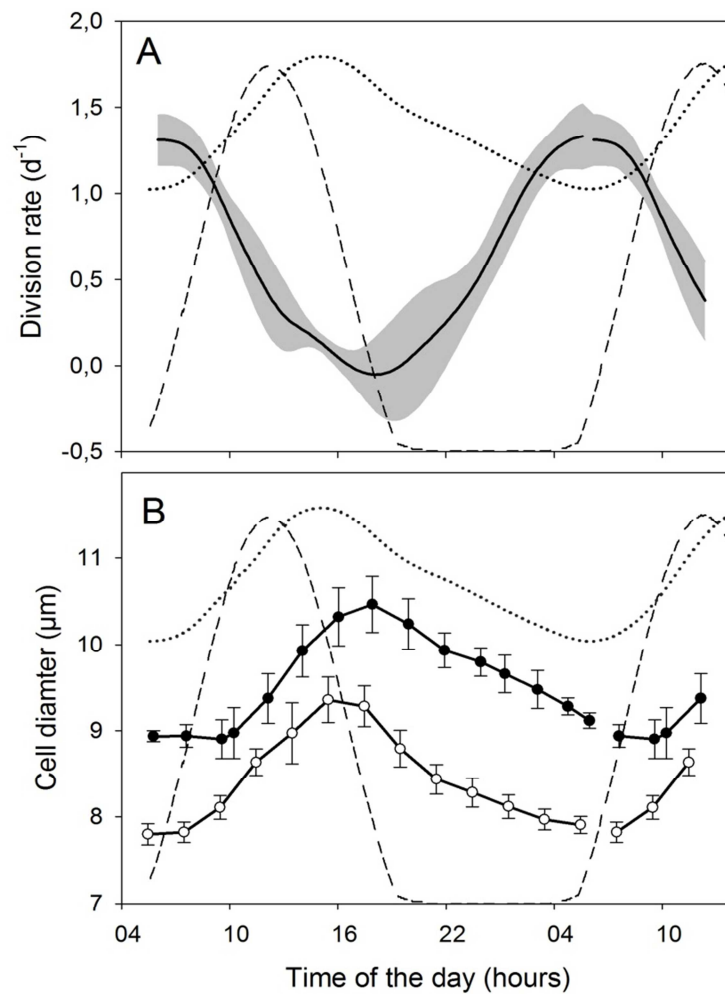 A
2,0
1,5
1,0
0,5
0,0
-0,5
Division rate (d-1)
B
11
10
9
8
7
Cell diamter (µm)
04 10 16 22 04 10
Time of the day (hours)